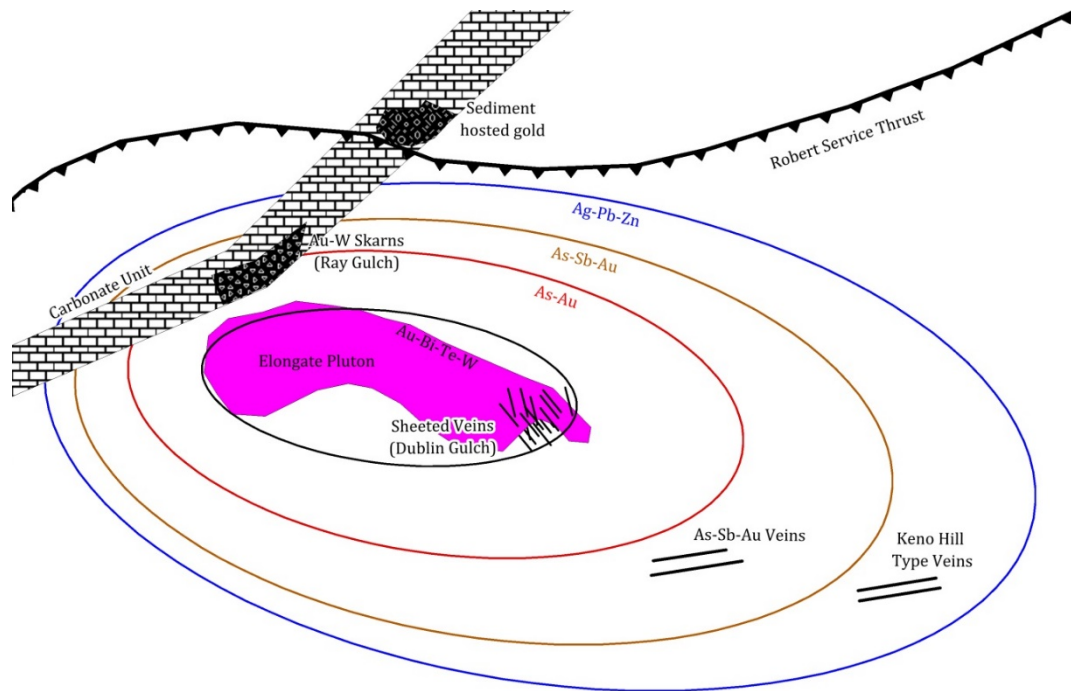 Sediment
hosted gold
Robert Service Thrust
Ag-Pb-Zn
Au-W Skarns
(Ray Gulch)
As-Sb-Au
Carbonate Unit
As-Au
Au-Bi-Te-W
Elongate Pluton
Sheeted Veins
(Dublin Gulch)
As-Sb-Au Veins
Keno Hill
Type Veins